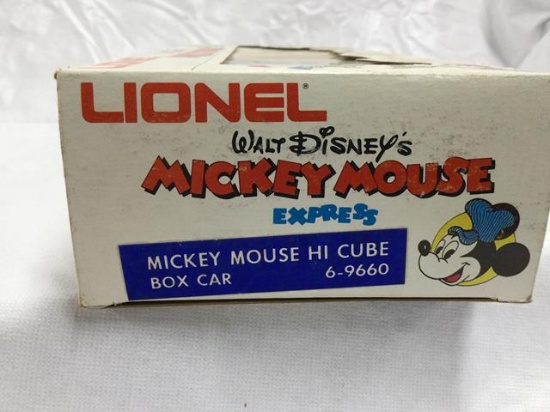 LIONEL
WALT DISNEY'S
MICKEY MOUSE
EXPRESS
MICKEY MOUSE HI CUBE
BOX CAR 6-9660